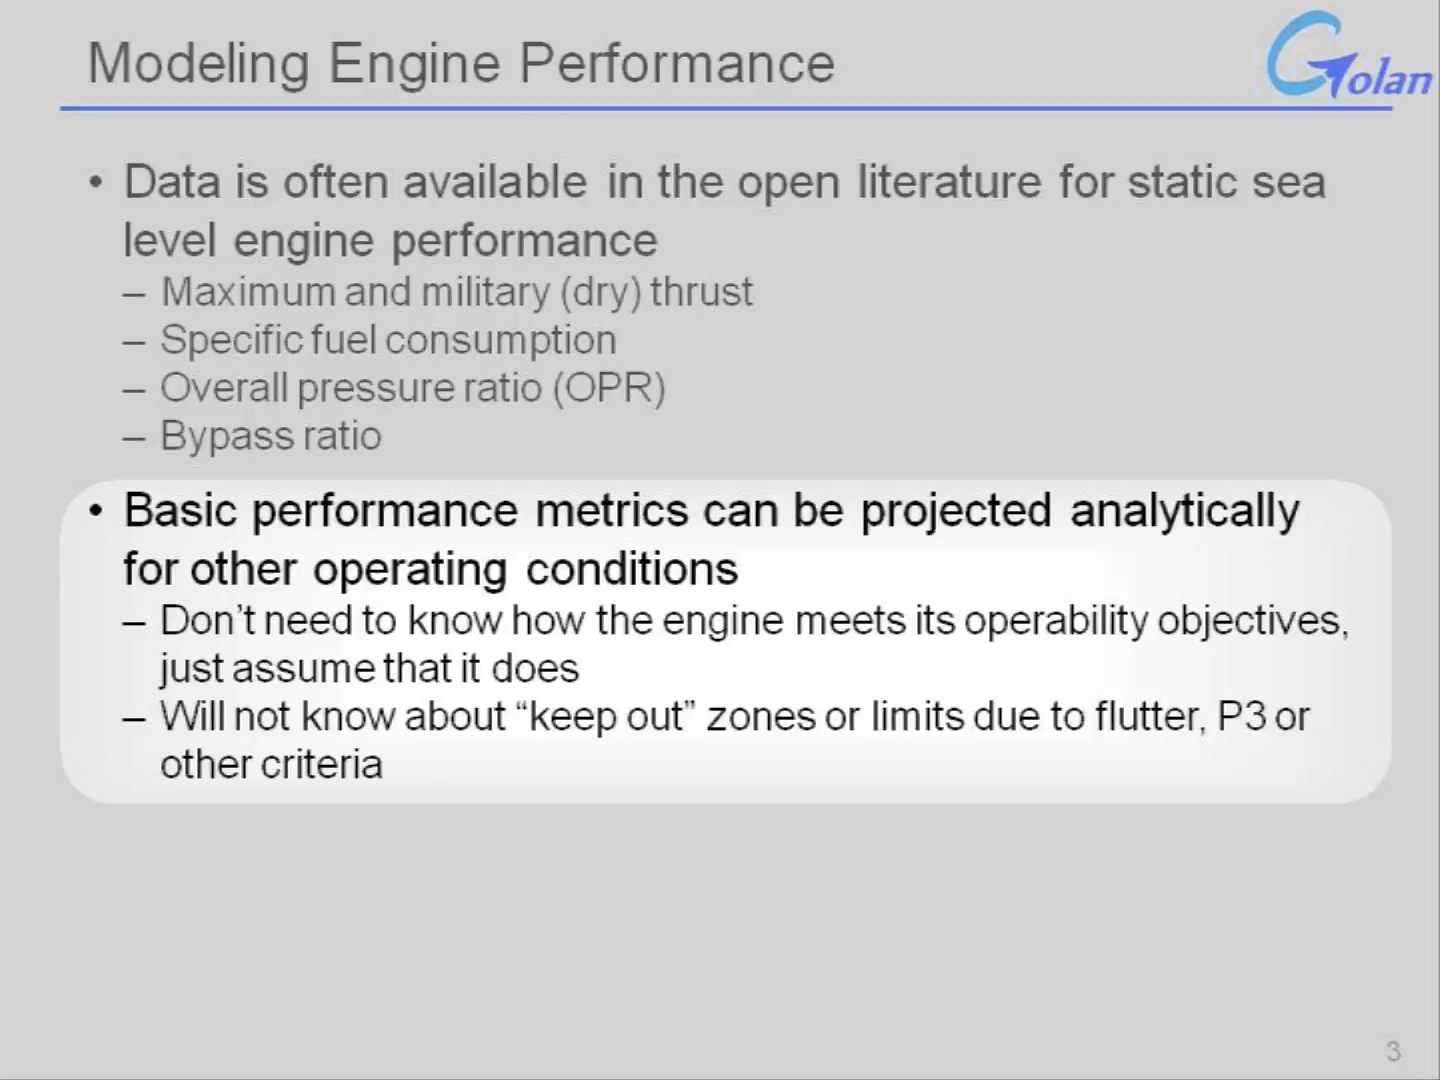 Modeling Engine Performance
Golan
• Data is often available in the open literature for static sea
level engine performance
– Maximum and military (dry) thrust
– Specific fuel consumption
– Overall pressure ratio (OPR)
– Bypass ratio
• Basic performance metrics can be projected analytically
for other operating conditions
– Don’t need to know how the engine meets its operability objectives,
just assume that it does
– Will not know about “keep out” zones or limits due to flutter, P3 or
other criteria
3